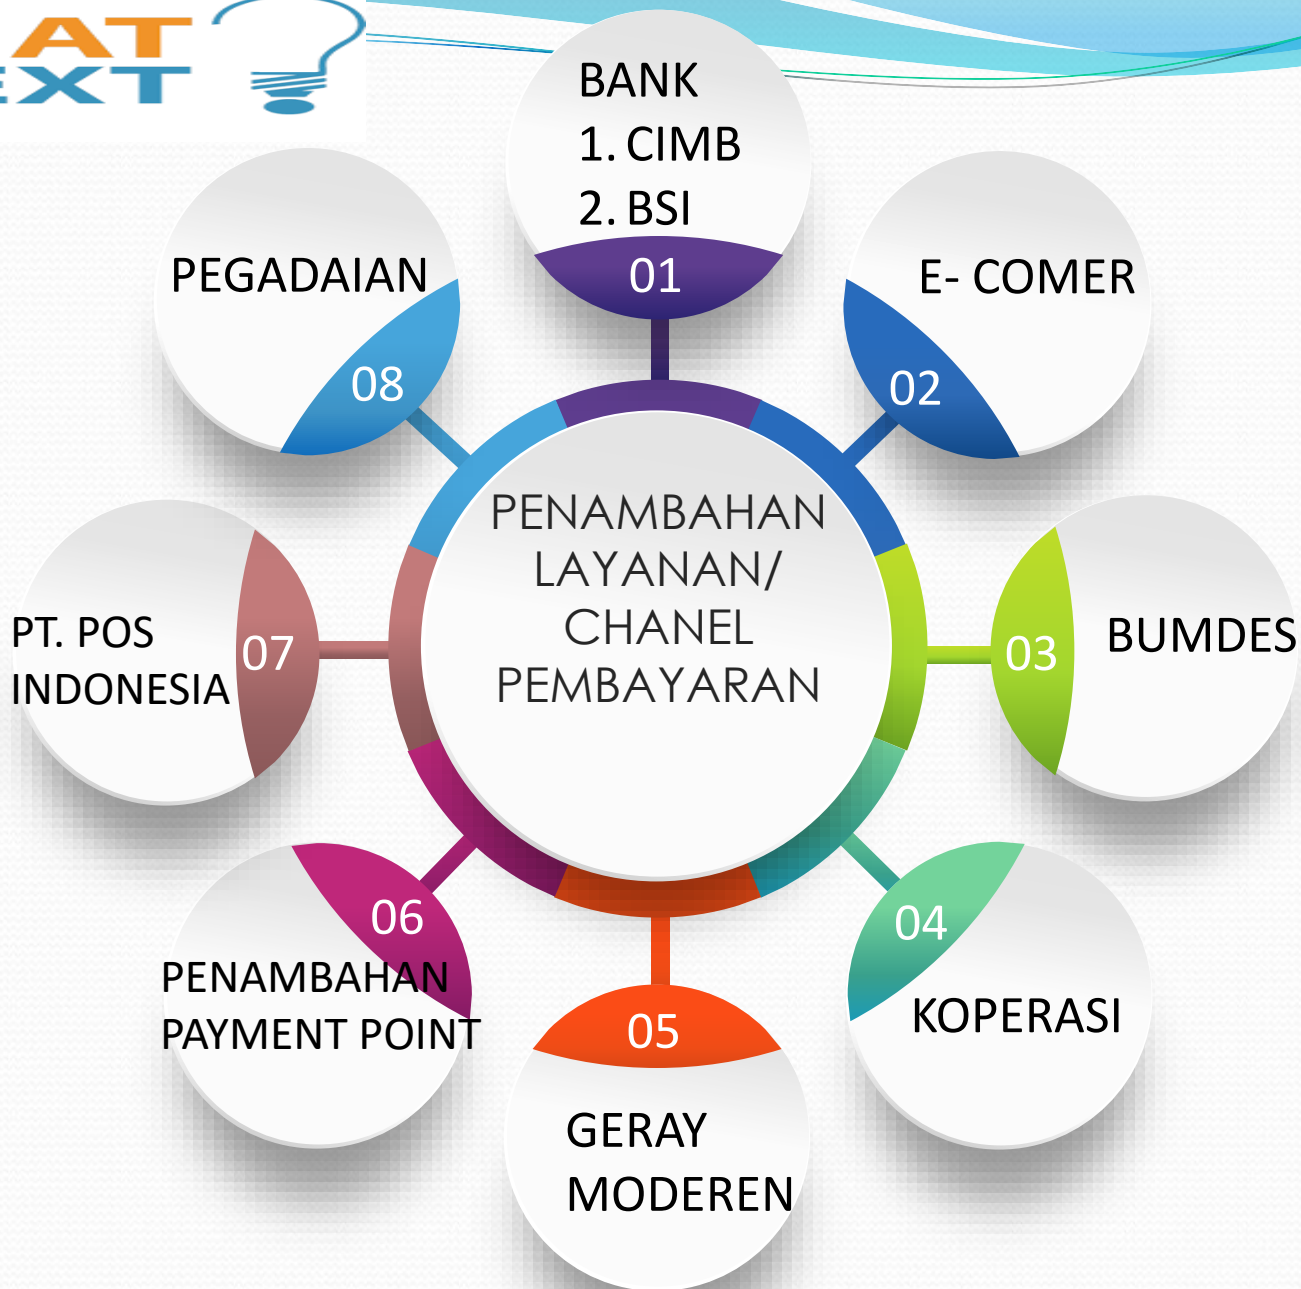 AT
EXT
PENAMBAHAN
LAYANAN/
CHANEL
PEMBAYARAN
BANK
1. CIMB
2. BSI
01
E- COMER
02
BUMDES
03
KOPERASI
04
GERAY
MODEREN
05
PENAMBAHAN
PAYMENT POINT
06
PT. POS
INDONESIA
07
PEGADAIAN
08